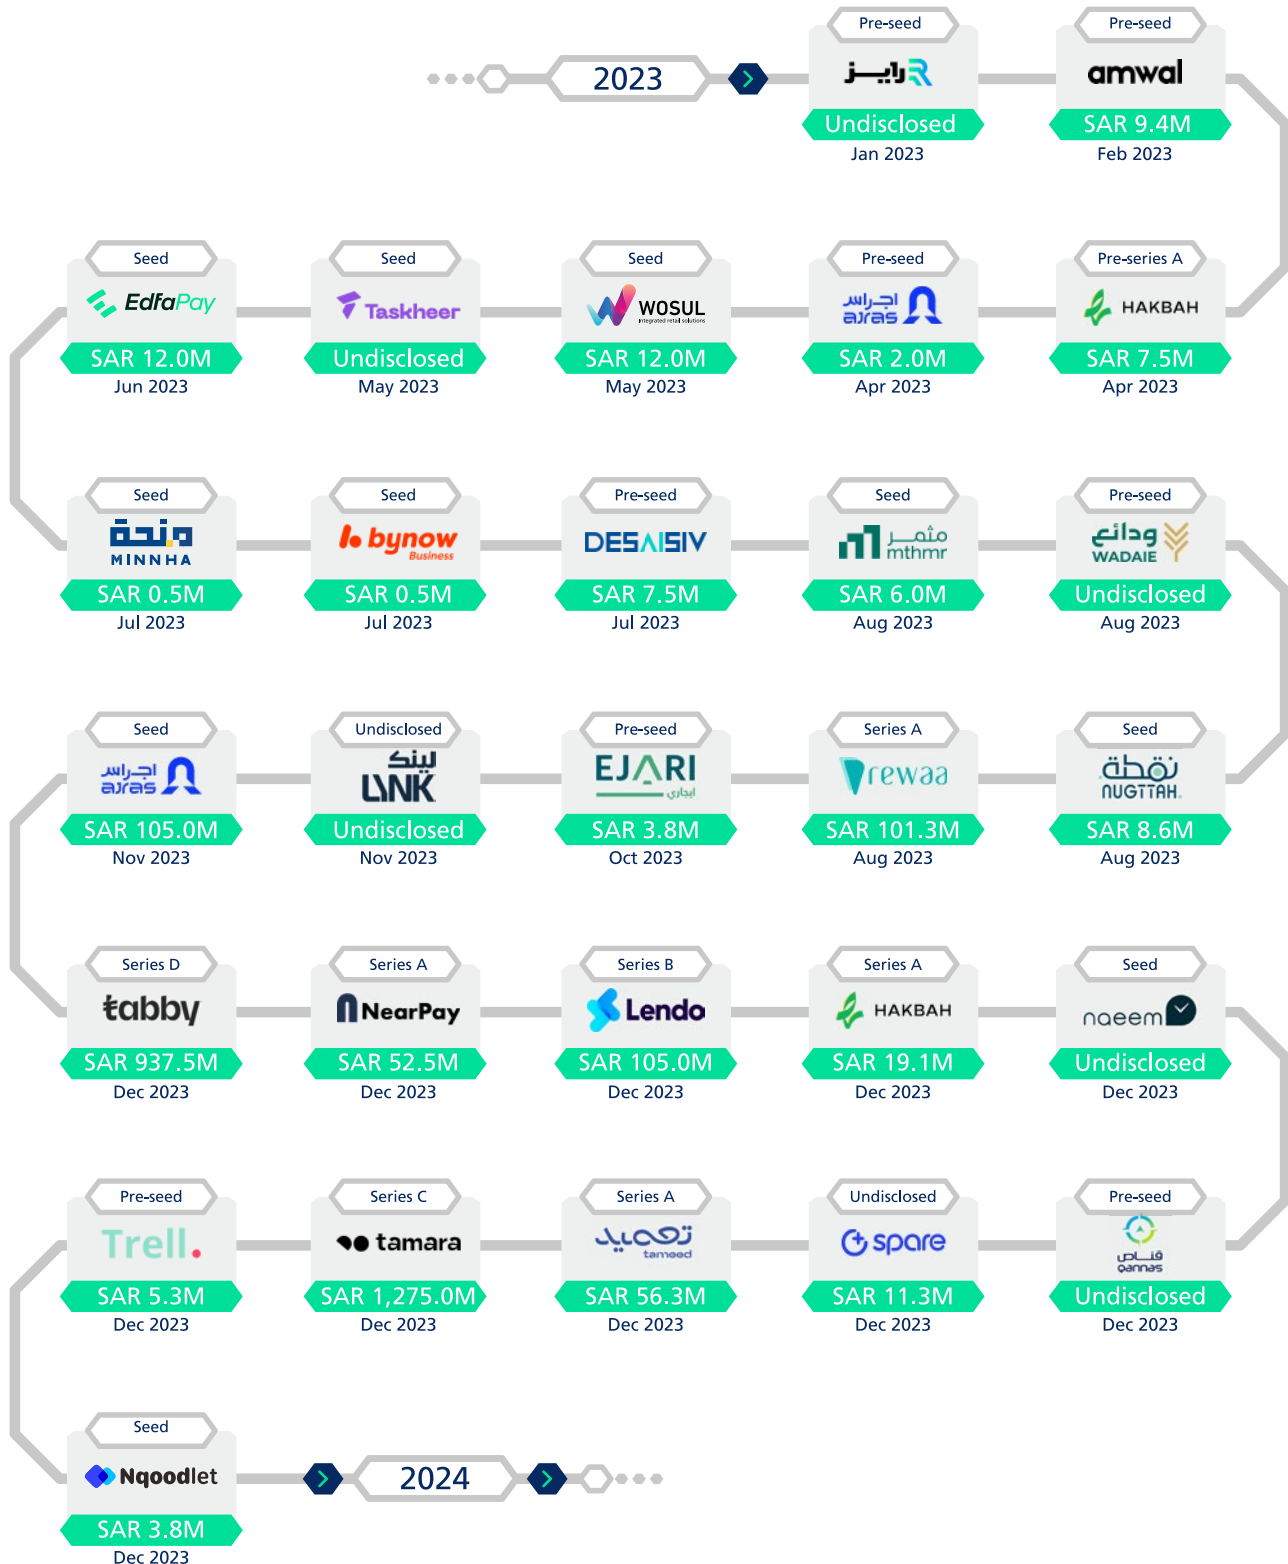 2023
Pre-seed
رايز
Undisclosed
Jan 2023
Pre-seed
amwal
SAR 9.4M
Feb 2023
Pre-series A
HAKBAH
SAR 7.5M
Apr 2023
Pre-seed
اجراس
ajras
SAR 2.0M
Apr 2023
Seed
WOSUL
Integrated retail solutions
SAR 12.0M
May 2023
Seed
Taskheer
Undisclosed
May 2023
Seed
EdfaPay
SAR 12.0M
Jun 2023
Seed
منحة
MINNHA
SAR 0.5M
Jul 2023
Seed
bynow
Business
SAR 0.5M
Jul 2023
Pre-seed
DESAISIV
SAR 7.5M
Jul 2023
Seed
مثمر
mthmr
SAR 6.0M
Aug 2023
Pre-seed
ودائع
WADAIE
Undisclosed
Aug 2023
Seed
نقطة
NUGTTAH.
SAR 8.6M
Aug 2023
Series A
rewaa
SAR 101.3M
Aug 2023
Pre-seed
EJARI
ايجاري
SAR 3.8M
Oct 2023
Undisclosed
لينك
LYNK
Undisclosed
Nov 2023
Seed
اجراس
ajras
SAR 105.0M
Nov 2023
Series D
tabby
SAR 937.5M
Dec 2023
Series A
NearPay
SAR 52.5M
Dec 2023
Series B
Lendo
SAR 105.0M
Dec 2023
Series A
HAKBAH
SAR 19.1M
Dec 2023
Seed
naeem
Undisclosed
Dec 2023
Pre-seed
قناص
qannas
Undisclosed
Dec 2023
Undisclosed
spare
SAR 11.3M
Dec 2023
Series A
تعميد
tameed
SAR 56.3M
Dec 2023
Series C
tamara
SAR 1,275.0M
Dec 2023
Pre-seed
Trell.
SAR 5.3M
Dec 2023
Seed
Nqoodlet
SAR 3.8M
Dec 2023
2024